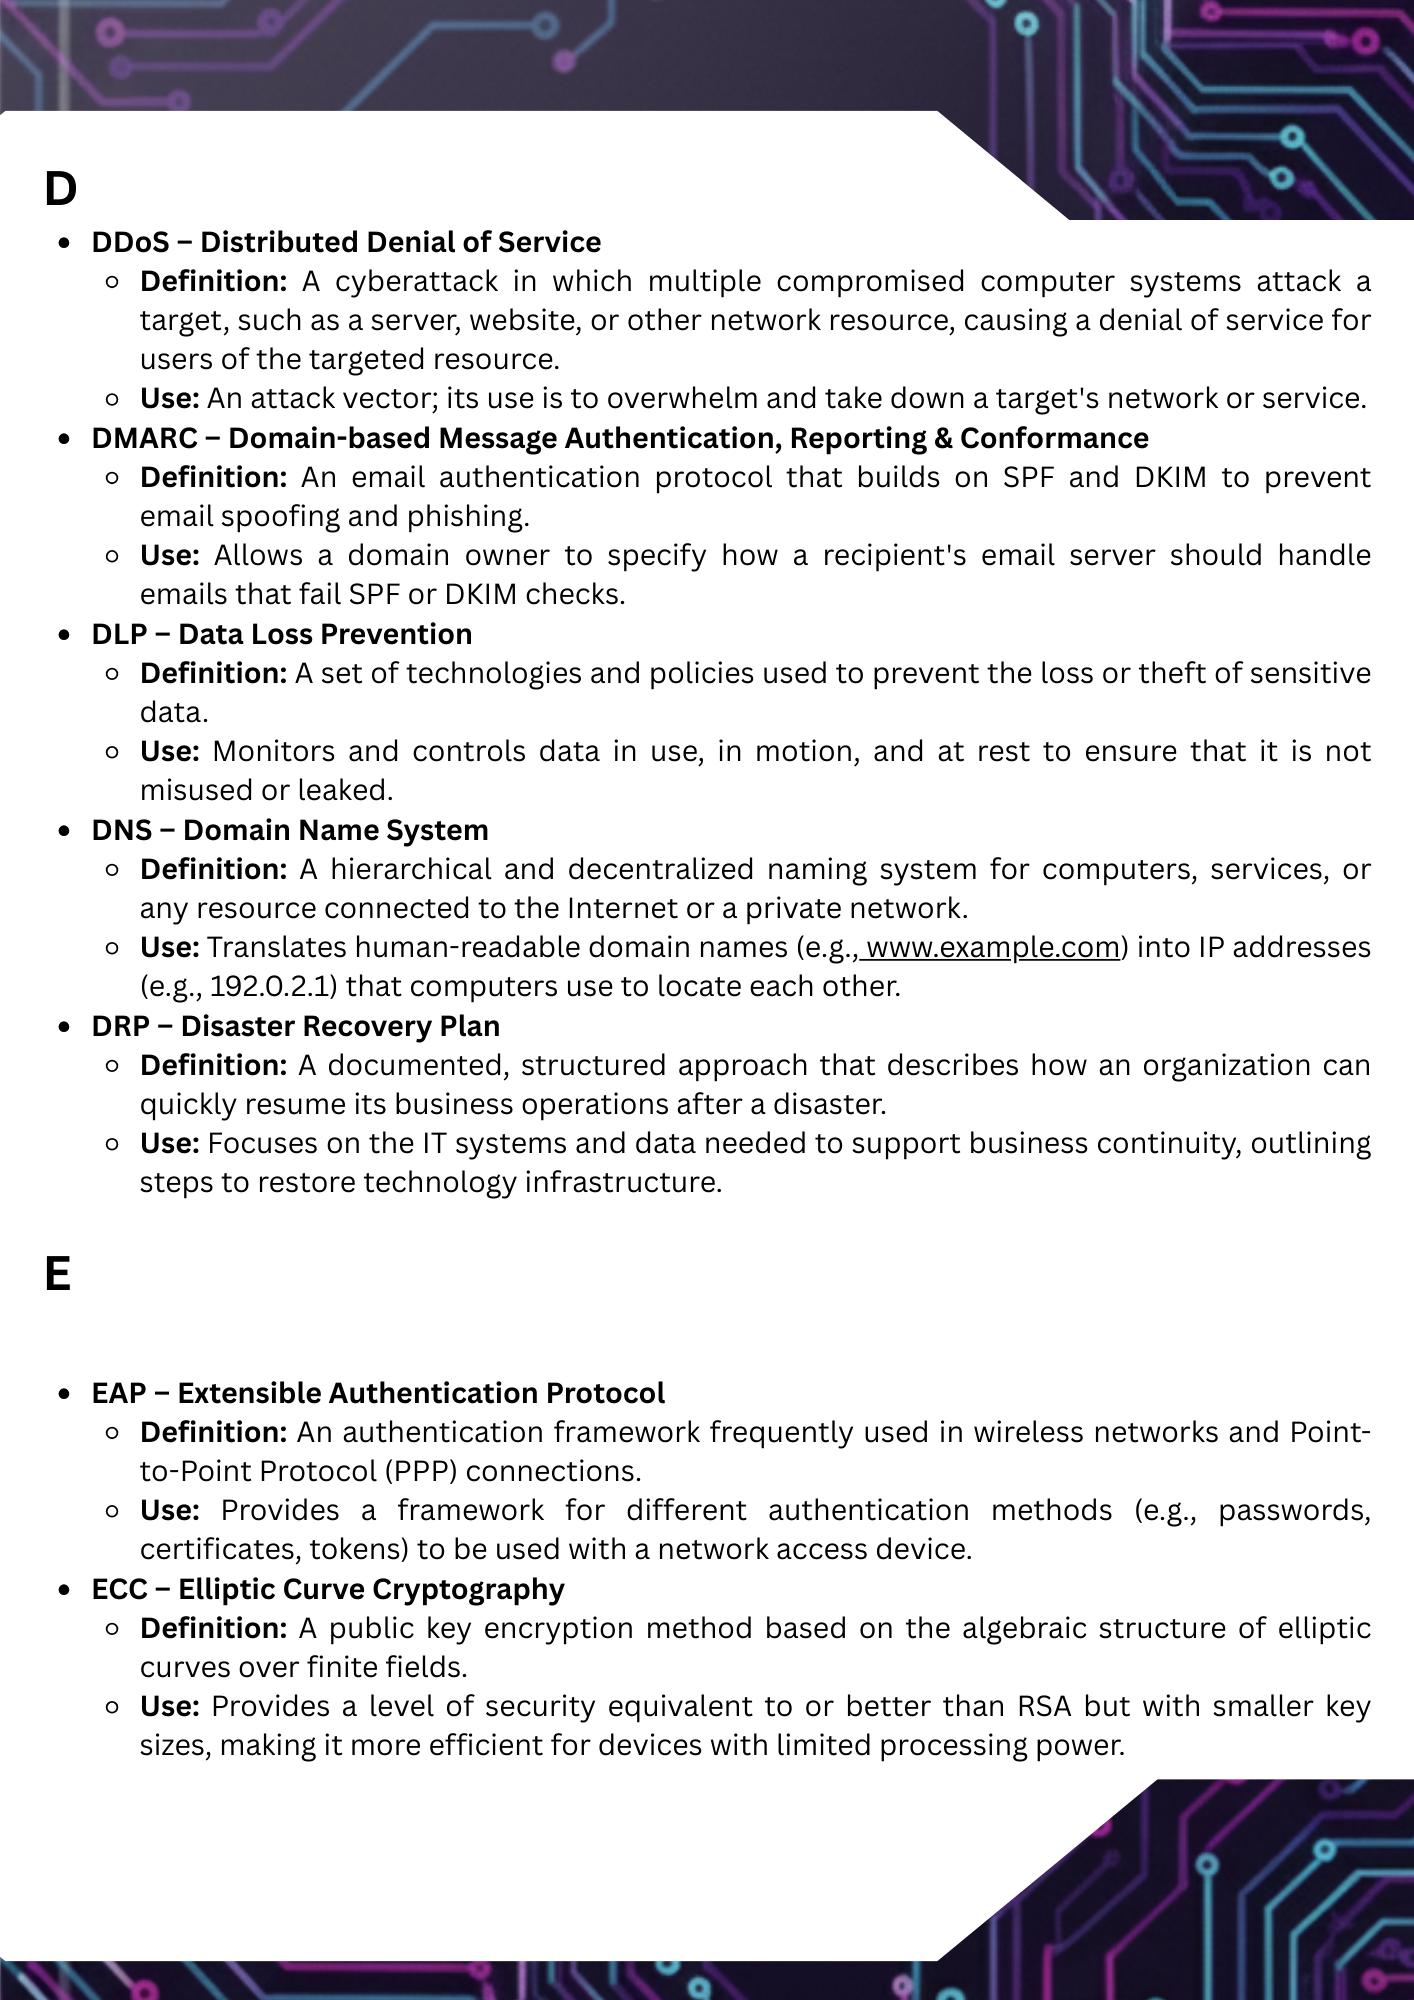 D
• DDoS – Distributed Denial of Service
◦ Definition: A cyberattack in which multiple compromised computer systems attack a
target, such as a server, website, or other network resource, causing a denial of service for
users of the targeted resource.
◦ Use: An attack vector; its use is to overwhelm and take down a target's network or service.
• DMARC – Domain-based Message Authentication, Reporting & Conformance
◦ Definition: An email authentication protocol that builds on SPF and DKIM to prevent
email spoofing and phishing.
◦ Use: Allows a domain owner to specify how a recipient's email server should handle
emails that fail SPF or DKIM checks.
• DLP – Data Loss Prevention
◦ Definition: A set of technologies and policies used to prevent the loss or theft of sensitive
data.
◦ Use: Monitors and controls data in use, in motion, and at rest to ensure that it is not
misused or leaked.
• DNS – Domain Name System
◦ Definition: A hierarchical and decentralized naming system for computers, services, or
any resource connected to the Internet or a private network.
◦ Use: Translates human-readable domain names (e.g., www.example.com) into IP addresses
(e.g., 192.0.2.1) that computers use to locate each other.
• DRP – Disaster Recovery Plan
◦ Definition: A documented, structured approach that describes how an organization can
quickly resume its business operations after a disaster.
◦ Use: Focuses on the IT systems and data needed to support business continuity, outlining
steps to restore technology infrastructure.
E
• EAP – Extensible Authentication Protocol
◦ Definition: An authentication framework frequently used in wireless networks and Point-
to-Point Protocol (PPP) connections.
◦ Use: Provides a framework for different authentication methods (e.g., passwords,
certificates, tokens) to be used with a network access device.
• ECC – Elliptic Curve Cryptography
◦ Definition: A public key encryption method based on the algebraic structure of elliptic
curves over finite fields.
◦ Use: Provides a level of security equivalent to or better than RSA but with smaller key
sizes, making it more efficient for devices with limited processing power.